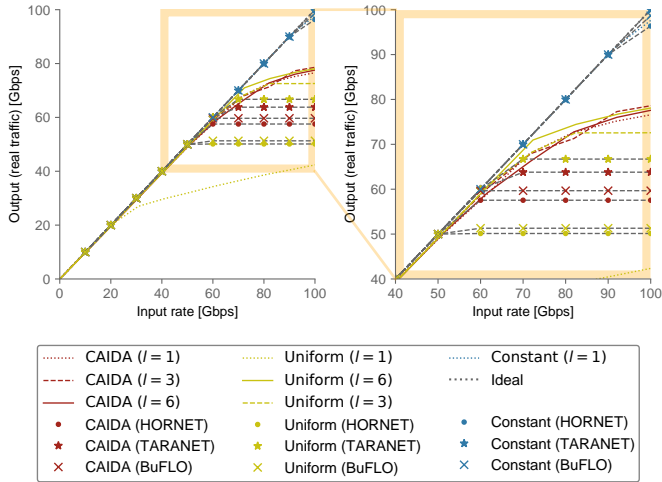 100
80
60
40
20
0
Output (real traffic) [Gbps]
0 20 40 60 80 100
Input rate [Gbps]
100
90
80
70
60
50
40
Output (real traffic) [Gbps]
40 50 60 70 80 90 100
Input rate [Gbps]
CAIDA (l = 1) Uniform (l = 1) Constant (l = 1)
CAIDA (l = 3) Uniform (l = 6) Ideal
CAIDA (l = 6) Uniform (l = 3)
CAIDA (HORNET) Uniform (HORNET) Constant (HORNET)
CAIDA (TARANET) Uniform (TARANET) Constant (TARANET)
CAIDA (BuFLO) Uniform (BuFLO) Constant (BuFLO)